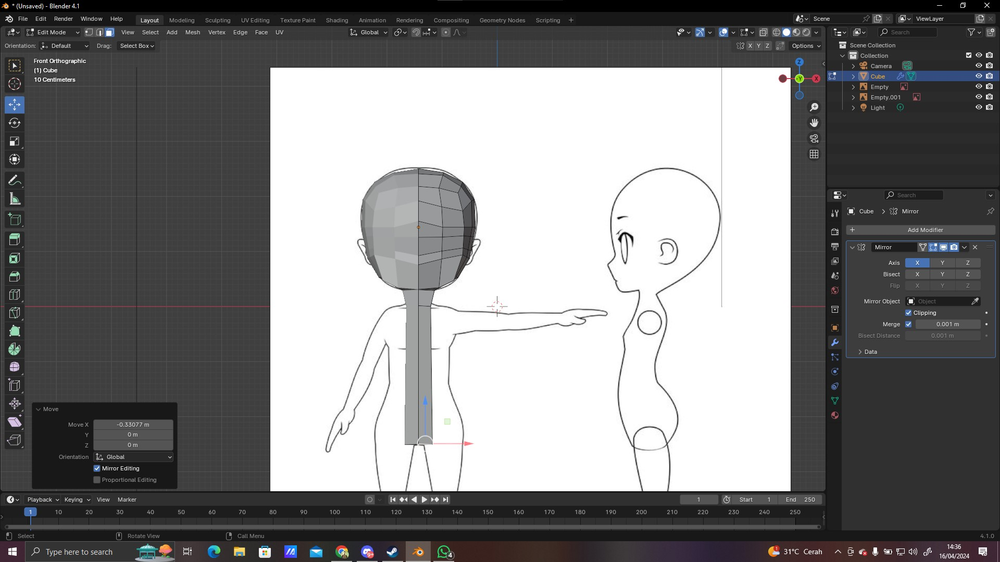 * (Unsaved) - Blender 4.1
File Edit Render Window Help
Layout Modeling Sculpting UV Editing Texture Paint Shading Animation Rendering Compositing Geometry Nodes Scripting +
Scene
ViewLayer
Edit Mode View Select Add Mesh Vertex Edge Face UV
Global
Search
Orientation: Default Drag: Select Box
X Y Z Options
Front Orthographic
(1) Cube
10 Centimeters
Z
-Y
X
Scene Collection
Collection
Camera
Cube
Empty
Empty.001
Light
Search
Cube > Mirror
+ Add Modifier
Mirror
Axis X Y Z
Bisect X Y Z
Flip X Y Z
Mirror Object Object
Clipping
Merge 0.001 m
Bisect Distance 0.001 m
Data
Move
Move X -0.33077 m
Y 0 m
Z 0 m
Orientation Global
Mirror Editing
Proportional Editing
Playback Keying View Marker
1 Start 1 End 250
1 10 20 30 40 50 60 70 80 90 100 110 120 130 140 150 160 170 180 190 200 210 220 230 240 250
Select Rotate View Call Menu
4.1.0
Type here to search
9+
4
1
31°C Cerah
14:36
16/04/2024